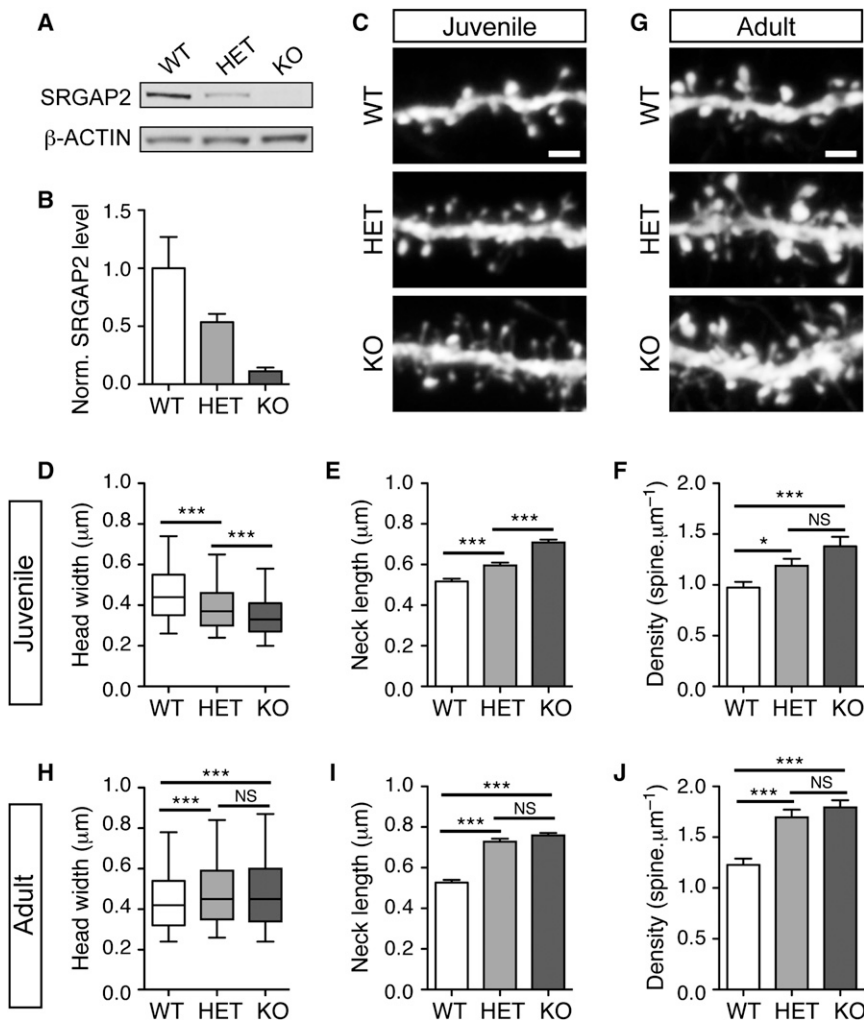 A
WT HET KO
SRGAP2
β-ACTIN
B
Norm. SRGAP2 level
1.5
1.0
0.5
0.0
WT HET KO
C
Juvenile
WT
HET
KO
G
Adult
WT
HET
KO
Juvenile
D
Head width (μm)
1.0
0.8
0.6
0.4
0.2
0.0
***
***
WT HET KO
E
Neck length (μm)
1.0
0.8
0.6
0.4
0.2
0.0
***
***
WT HET KO
F
Density (spine.μm⁻¹)
2.0
1.5
1.0
0.5
0.0
***
NS
*
WT HET KO
Adult
H
Head width (μm)
1.0
0.8
0.6
0.4
0.2
0.0
***
*** NS
WT HET KO
I
Neck length (μm)
1.0
0.8
0.6
0.4
0.2
0.0
***
NS
***
WT HET KO
J
Density (spine.μm⁻¹)
2.0
1.5
1.0
0.5
0.0
***
*** NS
WT HET KO